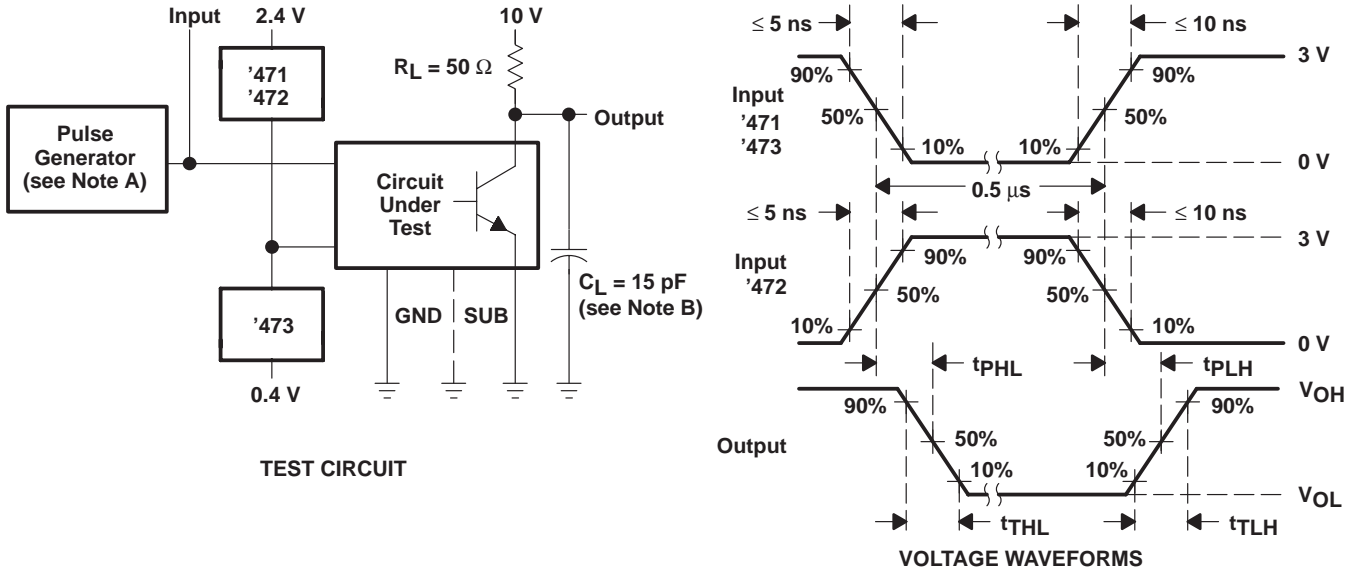 Input 2.4 V
10 V
'471
'472
R_L = 50 Ω
Output
Pulse
Generator
(see Note A)
Circuit
Under
Test
'473
GND
SUB
C_L = 15 pF
(see Note B)
0.4 V
TEST CIRCUIT
≤ 5 ns
≤ 10 ns
3 V
90%
90%
Input
'471
'473
50%
50%
10%
10%
0 V
0.5 μs
≤ 5 ns
≤ 10 ns
3 V
90%
90%
Input
'472
50%
50%
10%
10%
0 V
t_PHL
t_PLH
V_OH
90%
90%
Output
50%
50%
10%
10%
V_OL
t_THL
t_TLH
VOLTAGE WAVEFORMS